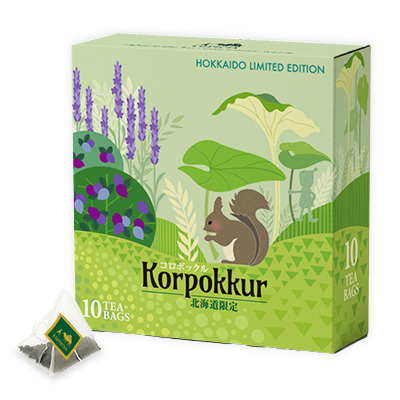 HOKKAIDO LIMITED EDITION
コロポックル
Korpokkur
北海道限定
10 TEA BAGS
10
TEA
BAGS
LUPICIA